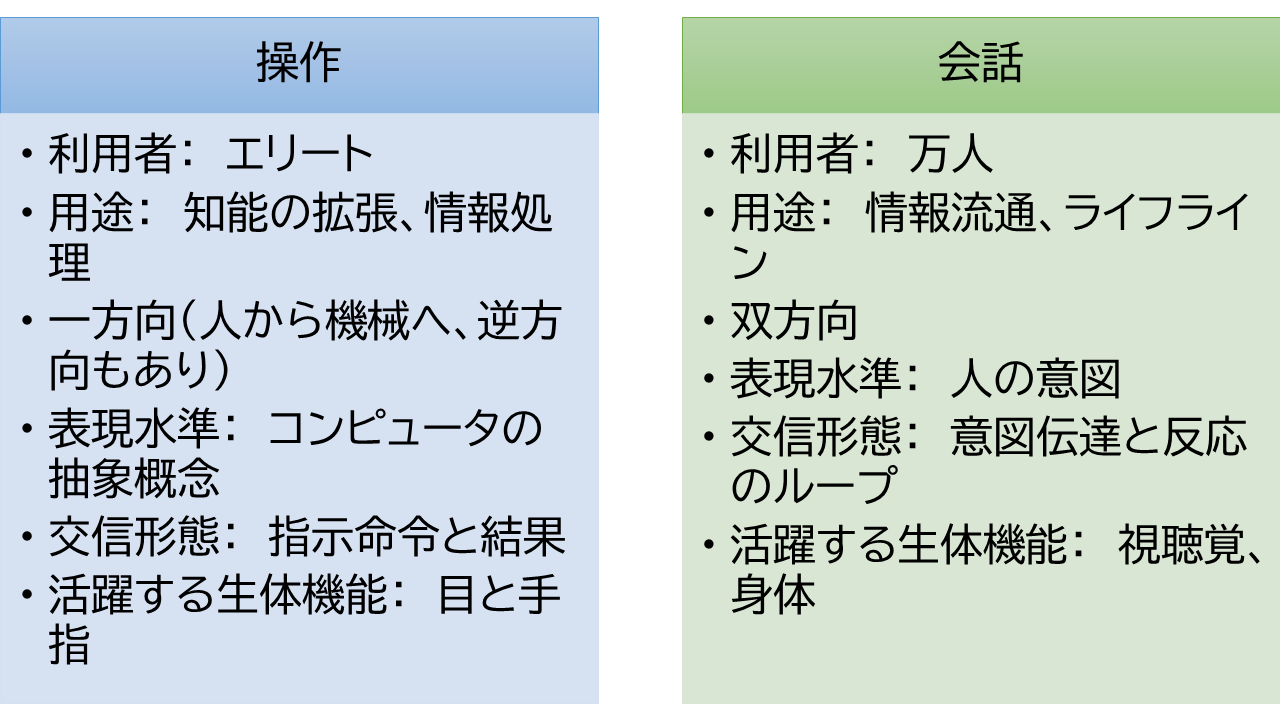 操作
・利用者： エリート
・用途： 知能の拡張、情報処
理
・一方向（人から機械へ、逆方
向もあり）
・表現水準： コンピュータの
抽象概念
・交信形態： 指示命令と結果
・活躍する生体機能： 目と手
指
会話
・利用者： 万人
・用途： 情報流通、ライフライ
ン
・双方向
・表現水準： 人の意図
・交信形態： 意図伝達と反応
のループ
・活躍する生体機能： 視聴覚、
身体